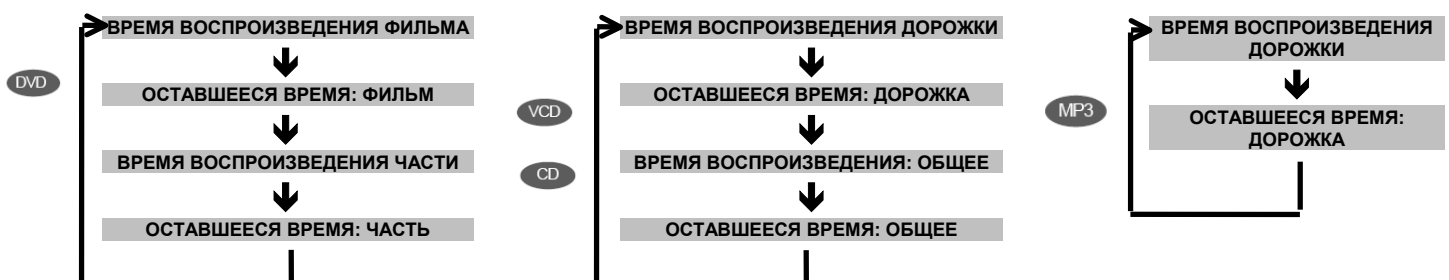 DVD
ВРЕМЯ ВОСПРОИЗВЕДЕНИЯ ФИЛЬМА
ОСТАВШЕЕСЯ ВРЕМЯ: ФИЛЬМ
ВРЕМЯ ВОСПРОИЗВЕДЕНИЯ ЧАСТИ
ОСТАВШЕЕСЯ ВРЕМЯ: ЧАСТЬ
VCD
CD
ВРЕМЯ ВОСПРОИЗВЕДЕНИЯ ДОРОЖКИ
ОСТАВШЕЕСЯ ВРЕМЯ: ДОРОЖКА
ВРЕМЯ ВОСПРОИЗВЕДЕНИЯ: ОБЩЕЕ
ОСТАВШЕЕСЯ ВРЕМЯ: ОБЩЕЕ
MP3
ВРЕМЯ ВОСПРОИЗВЕДЕНИЯ
ДОРОЖКИ
ОСТАВШЕЕСЯ ВРЕМЯ:
ДОРОЖКА